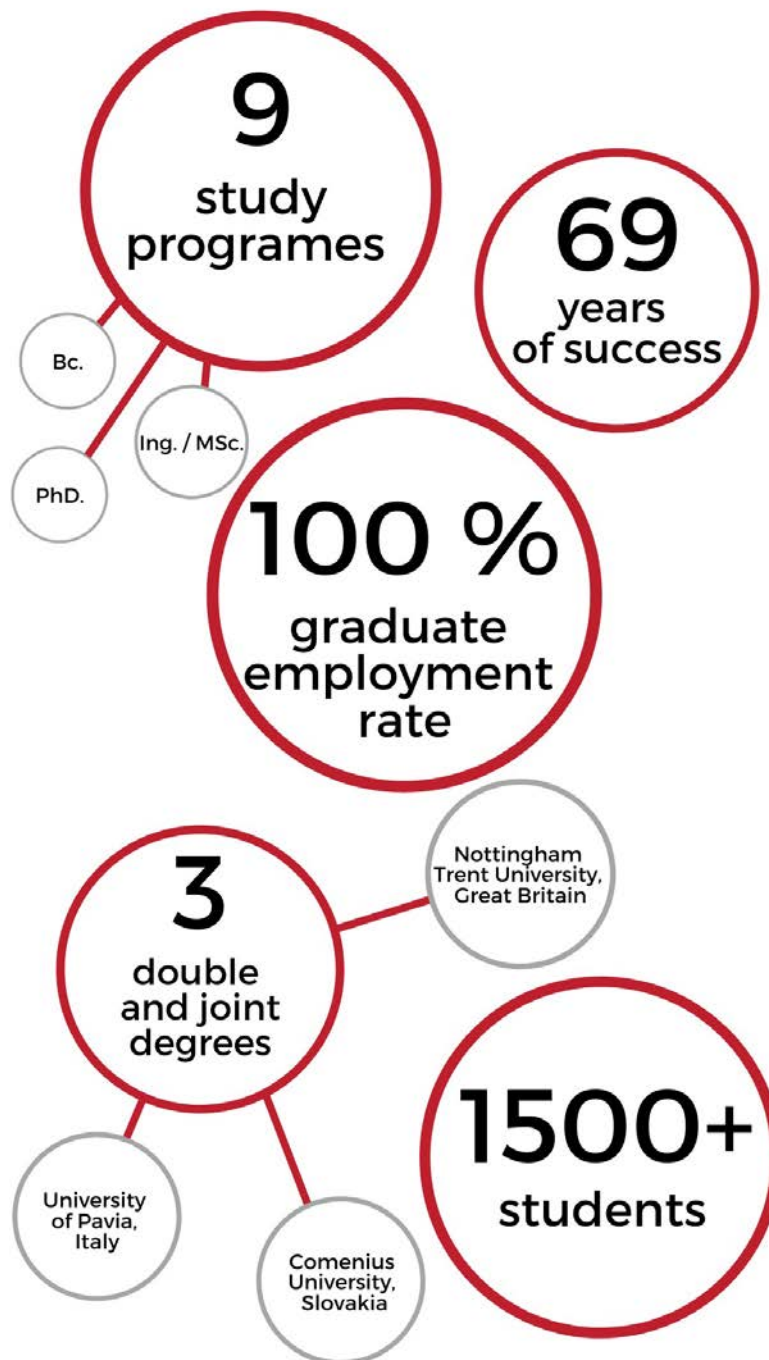 9
study
programes
Bc.
PhD.
Ing. / MSc.
69
years
of success
100 %
graduate
employment
rate
3
double
and joint
degrees
Nottingham
Trent University,
Great Britain
University
of Pavia,
Italy
Comenius
University,
Slovakia
1500+
students